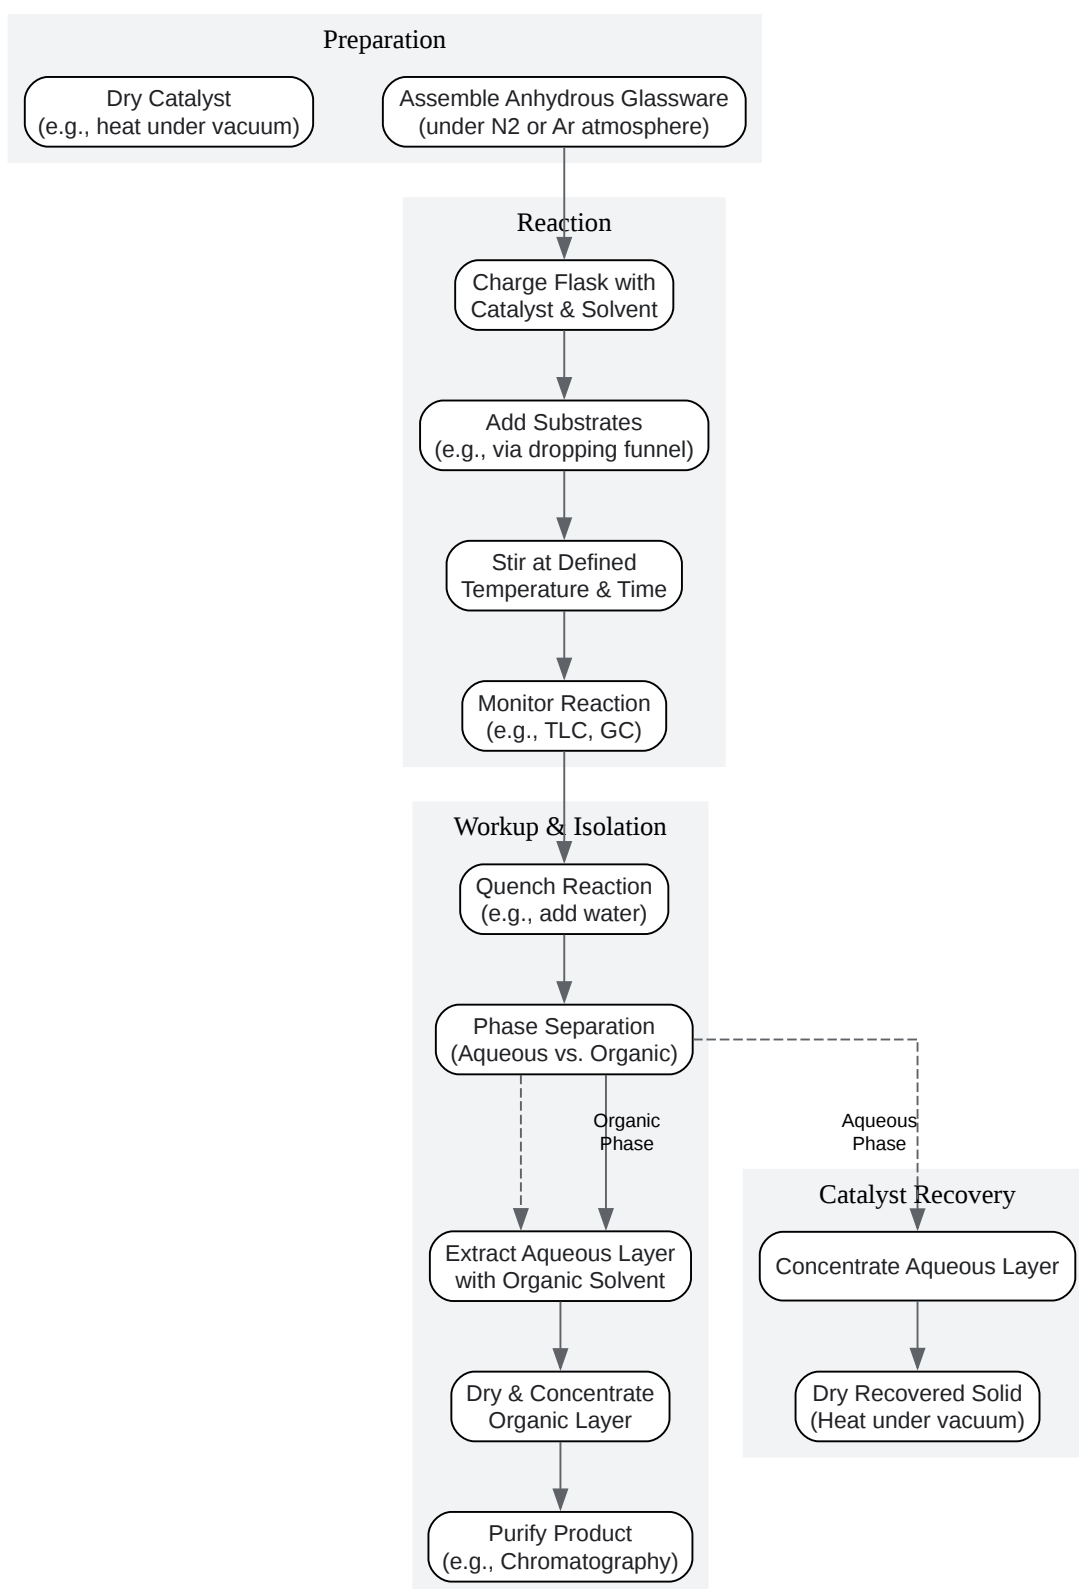 Preparation
Dry Catalyst
(e.g., heat under vacuum)
Assemble Anhydrous Glassware
(under N2 or Ar atmosphere)
Reaction
Charge Flask with
Catalyst & Solvent
Add Substrates
(e.g., via dropping funnel)
Stir at Defined
Temperature & Time
Monitor Reaction
(e.g., TLC, GC)
Workup & Isolation
Quench Reaction
(e.g., add water)
Phase Separation
(Aqueous vs. Organic)
Organic
Phase
Aqueous
Phase
Extract Aqueous Layer
with Organic Solvent
Dry & Concentrate
Organic Layer
Purify Product
(e.g., Chromatography)
Catalyst Recovery
Concentrate Aqueous Layer
Dry Recovered Solid
(Heat under vacuum)